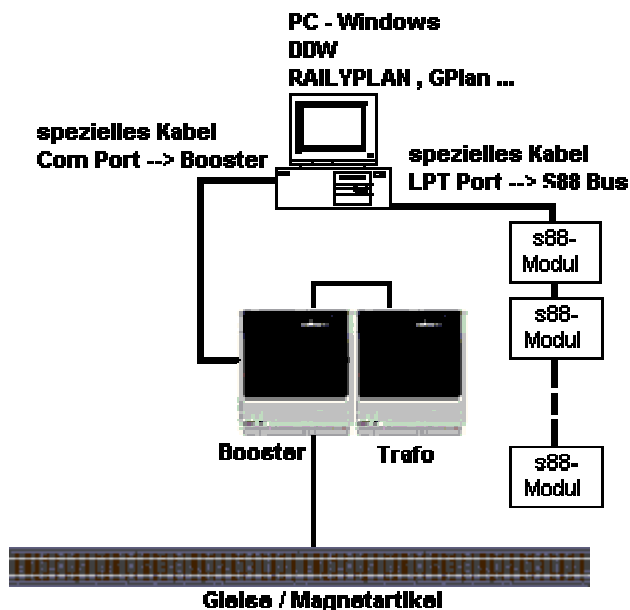 PC - Windows
DDW
RAILYPLAN , GPlan ...
spezielles Kabel
Com Port --> Booster
spezielles Kabel
LPT Port --> S88 Bus
s88-
Modul
s88-
Modul
s88-
Modul
Booster
Trafo
Gleise / Magnetartikel